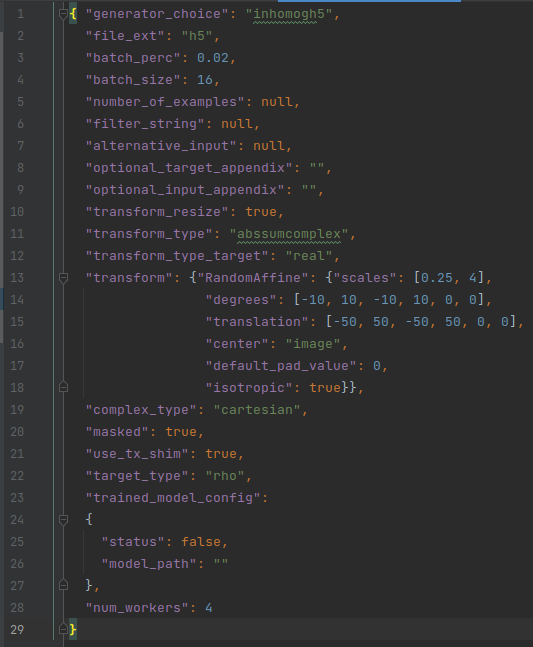 1 { "generator_choice": "inhomogh5",
2 "file_ext": "h5",
3 "batch_perc": 0.02,
4 "batch_size": 16,
5 "number_of_examples": null,
6 "filter_string": null,
7 "alternative_input": null,
8 "optional_target_appendix": "",
9 "optional_input_appendix": "",
10 "transform_resize": true,
11 "transform_type": "abssumcomplex",
12 "transform_type_target": "real",
13 "transform": {"RandomAffine": {"scales": [0.25, 4],
14 "degrees": [-10, 10, -10, 10, 0, 0],
15 "translation": [-50, 50, -50, 50, 0, 0],
16 "center": "image",
17 "default_pad_value": 0,
18 "isotropic": true}},
19 "complex_type": "cartesian",
20 "masked": true,
21 "use_tx_shim": true,
22 "target_type": "rho",
23 "trained_model_config":
24 {
25 "status": false,
26 "model_path": ""
27 },
28 "num_workers": 4
29 }